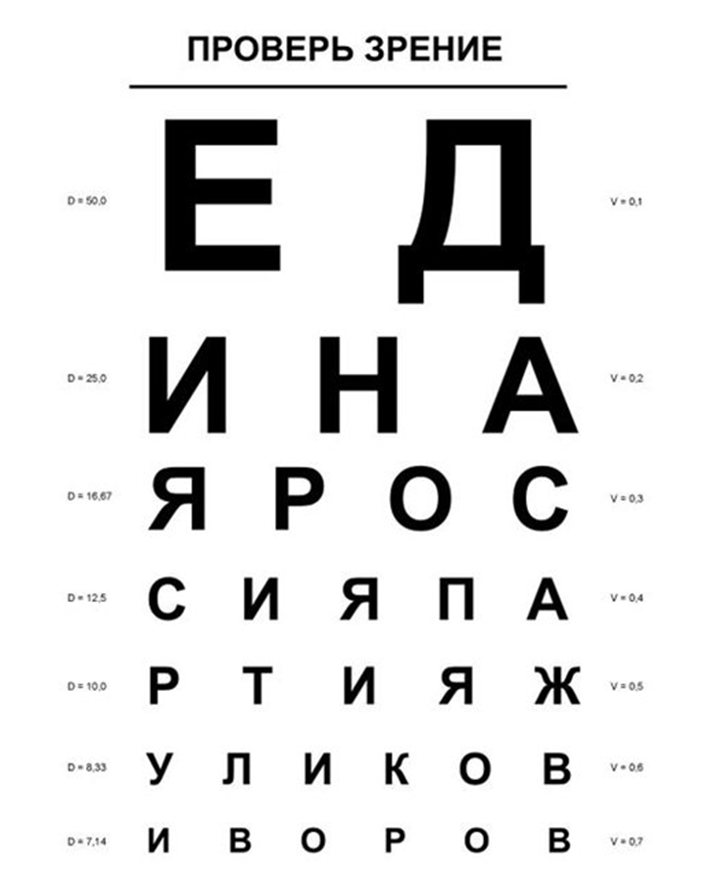 ПРОВЕРЬ ЗРЕНИЕ
D = 50,0 Е Д V = 0,1
D = 25,0 И Н А V = 0,2
D = 16,67 Я Р О С V = 0,3
D = 12,5 С И Я П А V = 0,4
D = 10,0 Р Т И Я Ж V = 0,5
D = 8,33 У Л И К О В V = 0,6
D = 7,14 И В О Р О В V = 0,7